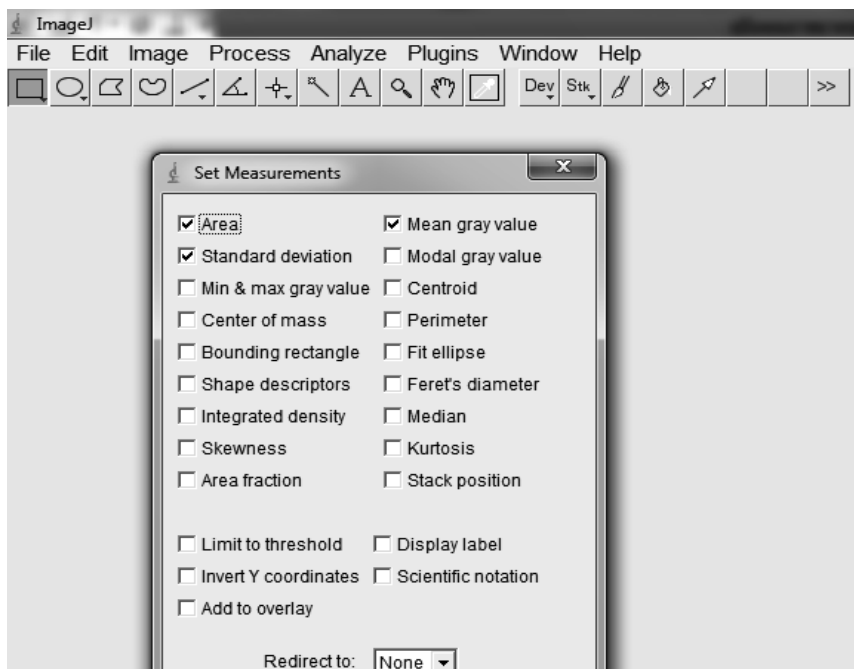 ImageJ
File Edit Image Process Analyze Plugins Window Help
A Dev Stk >>
Set Measurements
Area Mean gray value
Standard deviation Modal gray value
Min & max gray value Centroid
Center of mass Perimeter
Bounding rectangle Fit ellipse
Shape descriptors Feret's diameter
Integrated density Median
Skewness Kurtosis
Area fraction Stack position
Limit to threshold Display label
Invert Y coordinates Scientific notation
Add to overlay
Redirect to: None